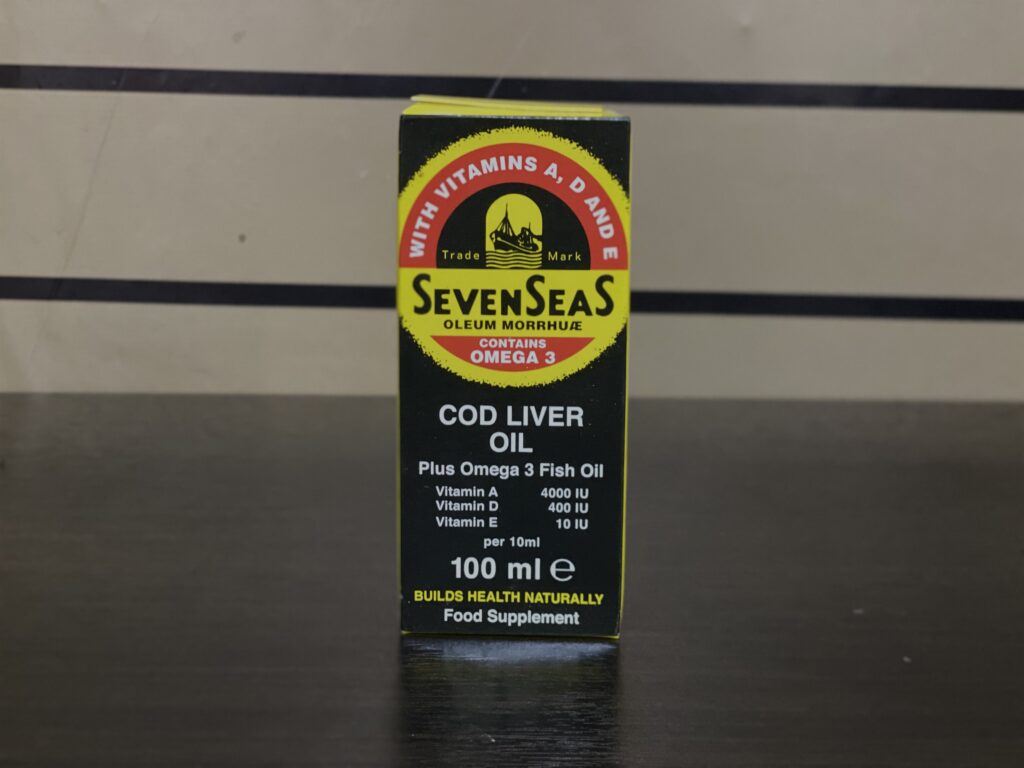 WITH VITAMINS A, D AND E
Trade Mark
SEVENSEAS
OLEUM MORRHUÆ
CONTAINS
OMEGA 3
COD LIVER
OIL
Plus Omega 3 Fish Oil
Vitamin A 4000 IU
Vitamin D 400 IU
Vitamin E 10 IU
per 10ml
100 ml ℮
BUILDS HEALTH NATURALLY
Food Supplement